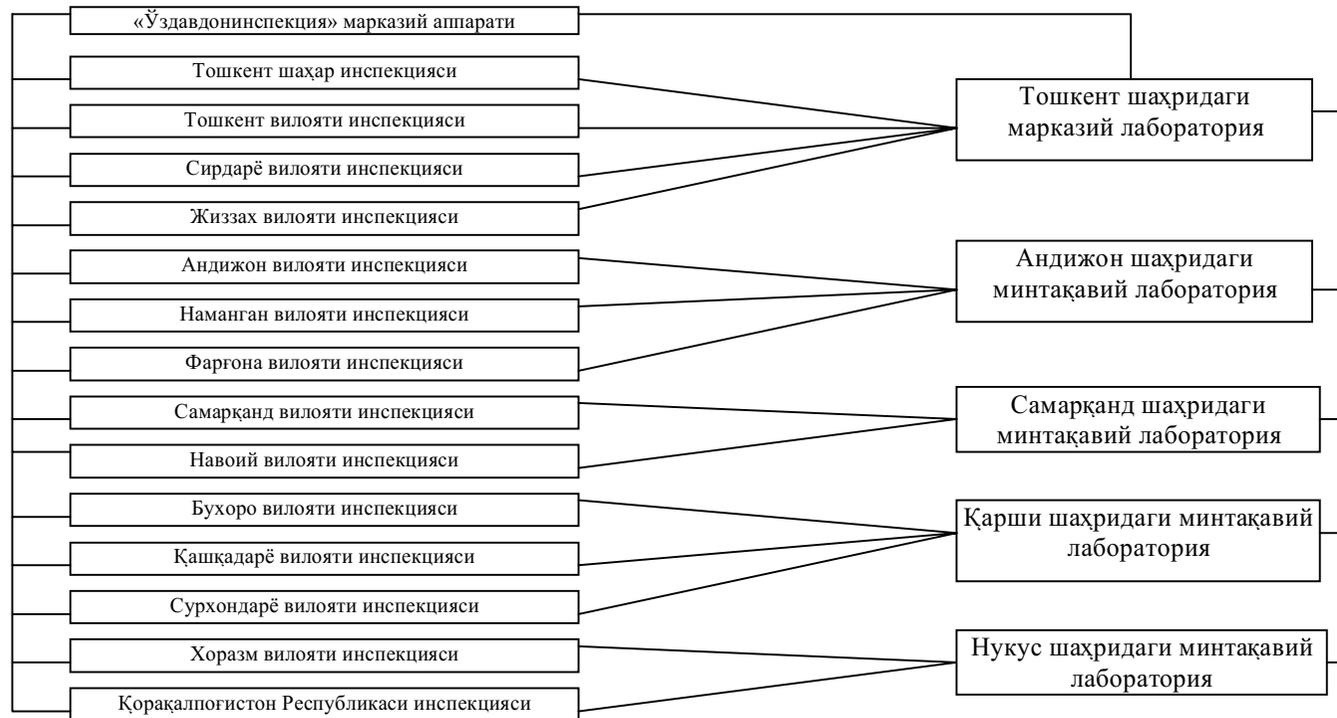 «Ўздавдонинспекция» марказий аппарати
Тошкент шаҳар инспекцияси
Тошкент вилояти инспекцияси
Сирдарё вилояти инспекцияси
Жиззах вилояти инспекцияси
Андижон вилояти инспекцияси
Наманган вилояти инспекцияси
Фарғона вилояти инспекцияси
Самарқанд вилояти инспекцияси
Навоий вилояти инспекцияси
Бухоро вилояти инспекцияси
Қашқадарё вилояти инспекцияси
Сурхондарё вилояти инспекцияси
Хоразм вилояти инспекцияси
Қорақалпоғистон Республикаси инспекцияси
Тошкент шаҳридаги
марказий лаборатория
Андижон шаҳридаги
минтақавий лаборатория
Самарқанд шаҳридаги
минтақавий лаборатория
Қарши шаҳридаги минтақавий
лаборатория
Нукус шаҳридаги минтақавий
лаборатория